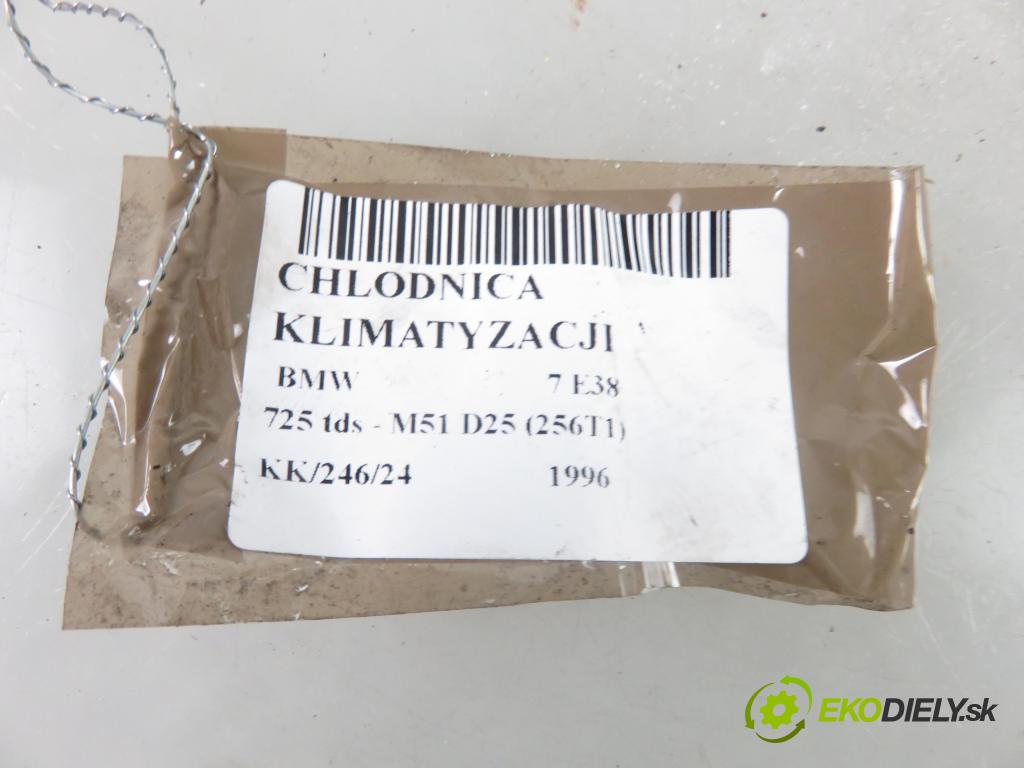 CHLODNICA
KLIMATYZACJI
BMW 7 E38
725 tds - M51 D25 (256T1)
KK/246/24 1996
EKODIELY.sk